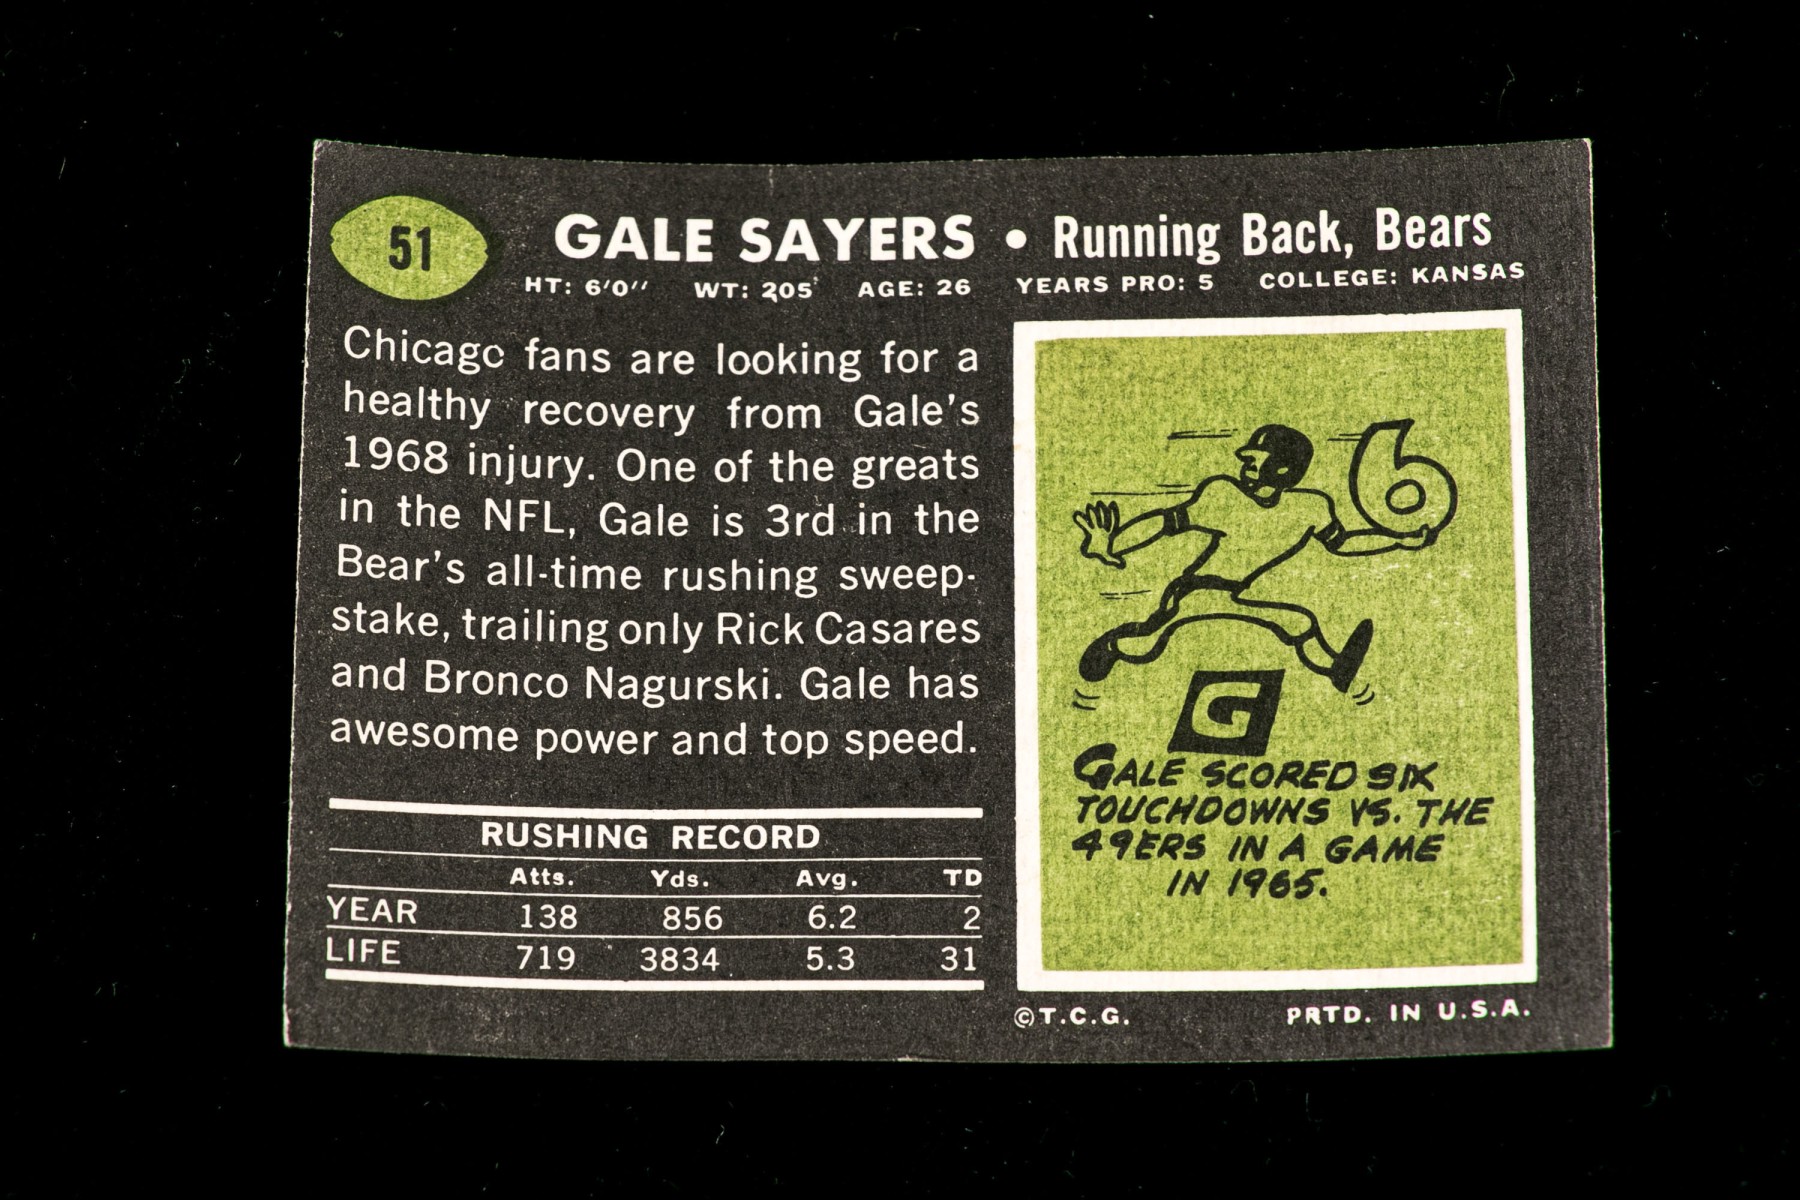 51
GALE SAYERS • Running Back, Bears
HT: 6'0" WT: 205 AGE: 26 YEARS PRO: 5 COLLEGE: KANSAS
Chicago fans are looking for a
healthy recovery from Gale's
1968 injury. One of the greats
in the NFL, Gale is 3rd in the
Bear's all-time rushing sweep-
stake, trailing only Rick Casares
and Bronco Nagurski. Gale has
awesome power and top speed.
RUSHING RECORD
Atts. Yds. Avg. TD
YEAR 138 856 6.2 2
LIFE 719 3834 5.3 31
6
G
GALE SCORED SIX
TOUCHDOWNS VS. THE
49ERS IN A GAME
IN 1965.
©T.C.G. PRTD. IN U.S.A.